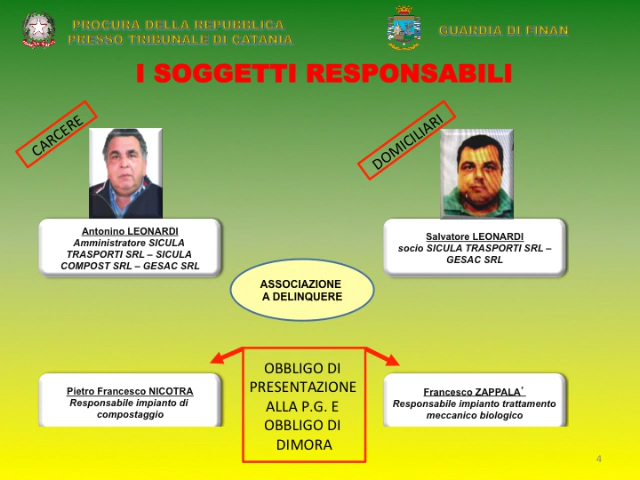 PROCURA DELLA REPUBBLICA
PRESSO TRIBUNALE DI CATANIA
GUARDIA DI FINAN
I SOGGETTI RESPONSABILI
CARCERE
DOMICILIARI
Antonino LEONARDI
Amministratore SICULA
TRASPORTI SRL – SICULA
COMPOST SRL – GESAC SRL
Salvatore LEONARDI
socio SICULA TRASPORTI SRL –
GESAC SRL
ASSOCIAZIONE
A DELINQUERE
OBBLIGO DI
PRESENTAZIONE
ALLA P.G. E
OBBLIGO DI
DIMORA
Pietro Francesco NICOTRA
Responsabile impianto di
compostaggio
Francesco ZAPPALA'
Responsabile impianto trattamento
meccanico biologico
4